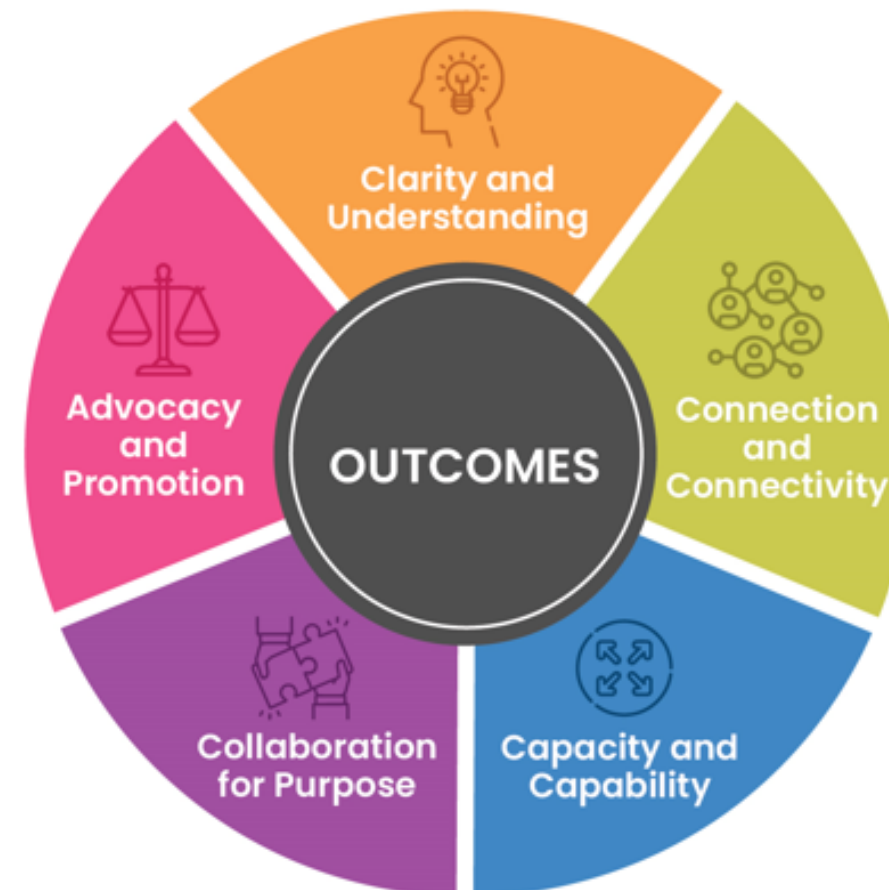 Clarity and
Understanding
Connection
and
Connectivity
Capacity and
Capability
Collaboration
for Purpose
Advocacy
and
Promotion
OUTCOMES